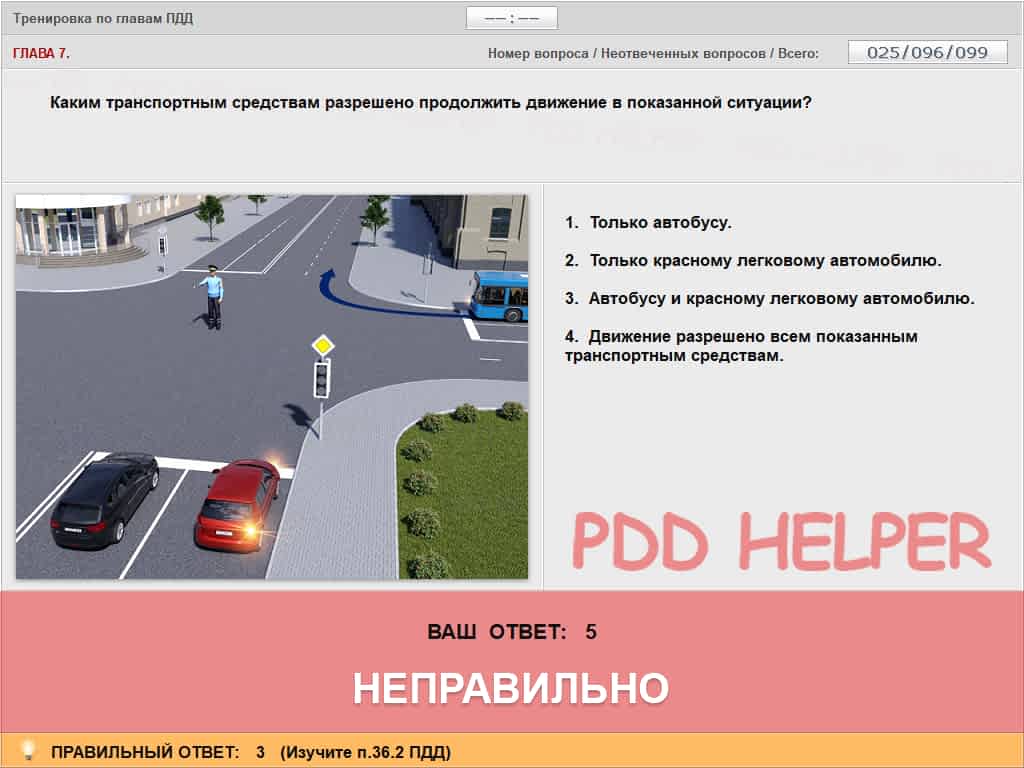 Тренировка по главам ПДД
—— : ——
ГЛАВА 7.
Номер вопроса / Неотвеченных вопросов / Всего:
025/096/099
Каким транспортным средствам разрешено продолжить движение в показанной ситуации?
1. Только автобусу.
2. Только красному легковому автомобилю.
3. Автобусу и красному легковому автомобилю.
4. Движение разрешено всем показанным
транспортным средствам.
PDD HELPER
ВАШ ОТВЕТ: 5
НЕПРАВИЛЬНО
ПРАВИЛЬНЫЙ ОТВЕТ: 3 (Изучите п.36.2 ПДД)